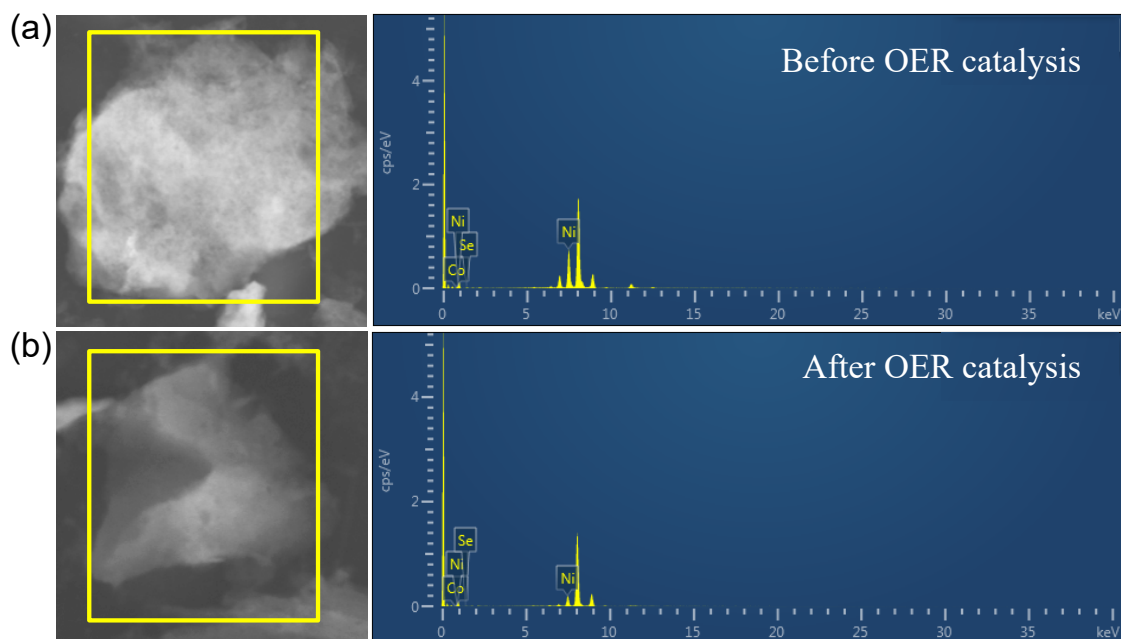 (a)
Before OER catalysis
4
cps/eV
2
Ni
Ni
Se
Co
0
0 5 10 15 20 25 30 35 keV
(b)
After OER catalysis
4
cps/eV
2
Se
Ni
Ni
Co
0
0 5 10 15 20 25 30 35 keV